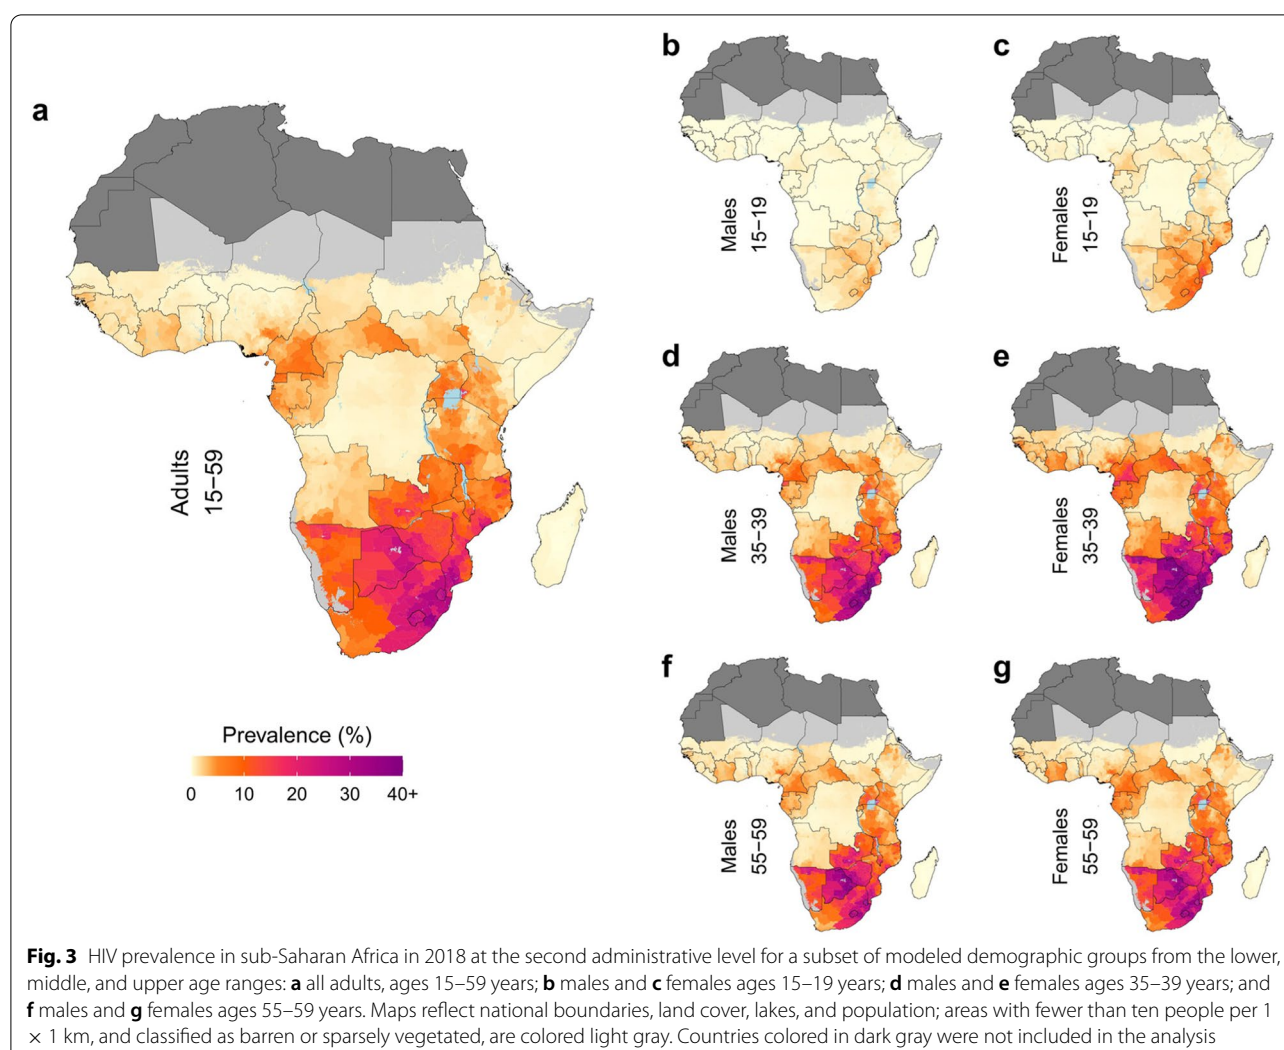 a
Adults
15–59
Prevalence (%)
0 10 20 30 40+
b
Males
15–19
c
Females
15–19
d
Males
35–39
e
Females
35–39
f
Males
55–59
g
Females
55–59
Fig. 3 HIV prevalence in sub-Saharan Africa in 2018 at the second administrative level for a subset of modeled demographic groups from the lower,
middle, and upper age ranges: a all adults, ages 15–59 years; b males and c females ages 15–19 years; d males and e females ages 35–39 years; and
f males and g females ages 55–59 years. Maps reflect national boundaries, land cover, lakes, and population; areas with fewer than ten people per 1
× 1 km, and classified as barren or sparsely vegetated, are colored light gray. Countries colored in dark gray were not included in the analysis